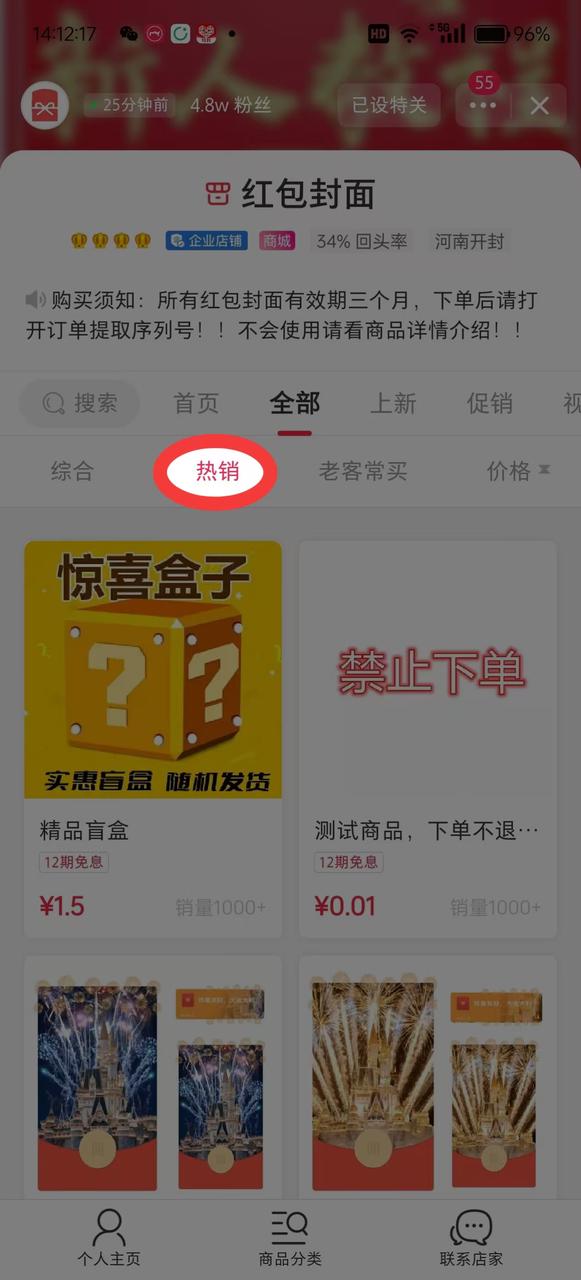 新人教程
14:12:17
HD
5G
96%
25分钟前
4.8w 粉丝
已设特关
55
红包封面
企业店铺
商城
34% 回头率
河南开封
购买须知：所有红包封面有效期三个月，下单后请打
开订单提取序列号！！不会使用请看商品详情介绍！！
搜索
首页
全部
上新
促销
视
综合
热销
老客常买
价格
惊喜盒子
? ?
实惠盲盒 随机发货
禁止下单
精品盲盒
12期免息
¥1.5
销量1000+
测试商品，下单不退…
12期免息
¥0.01
销量1000+
个人主页
商品分类
联系店家